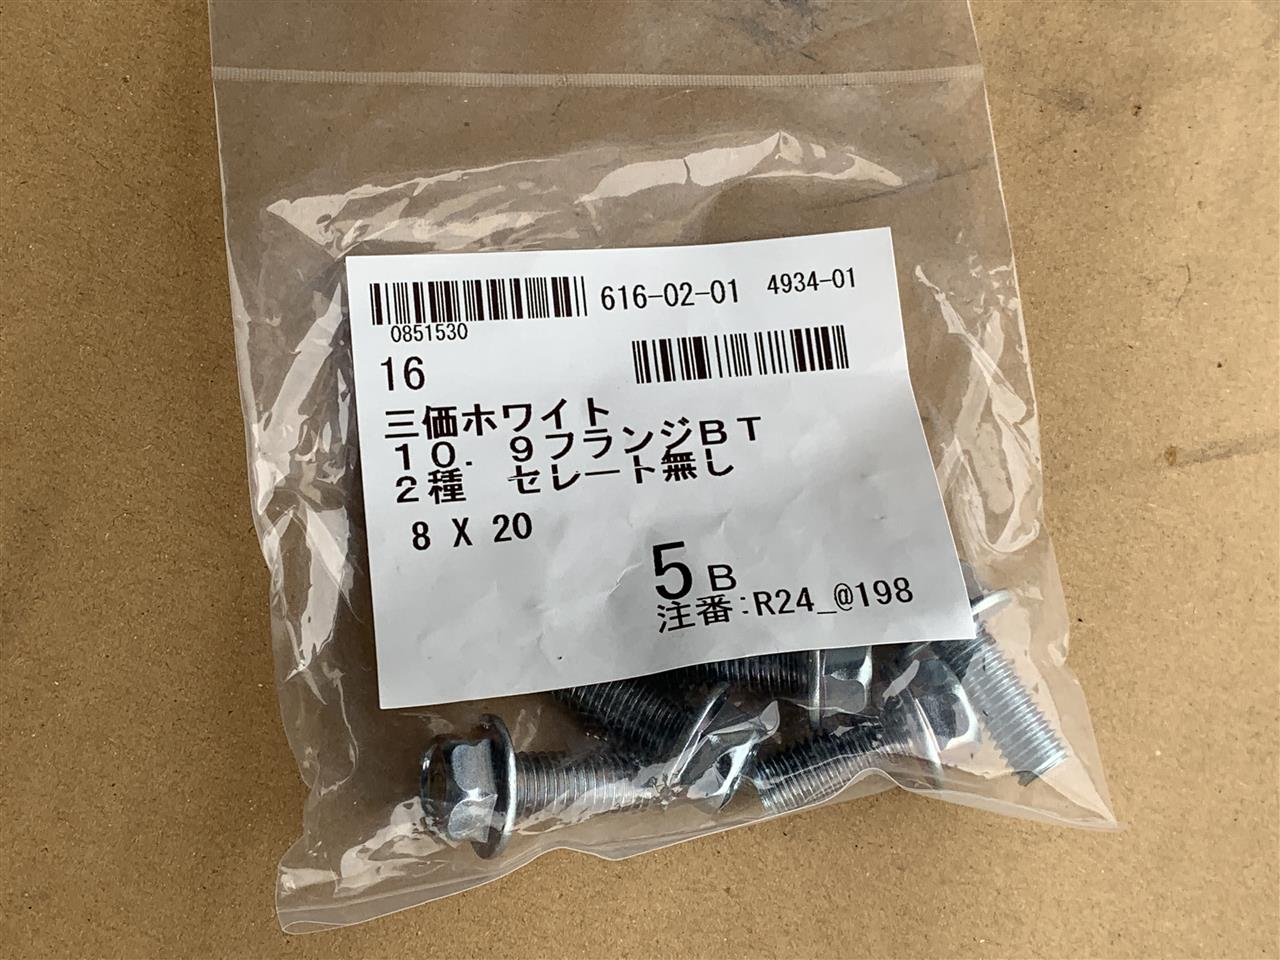 616-02-01 4934-01
0851530
16
三価ホワイト
10.9フランジBT
2種 セレート無し
8 X 20
5 B
注番:R24_@198